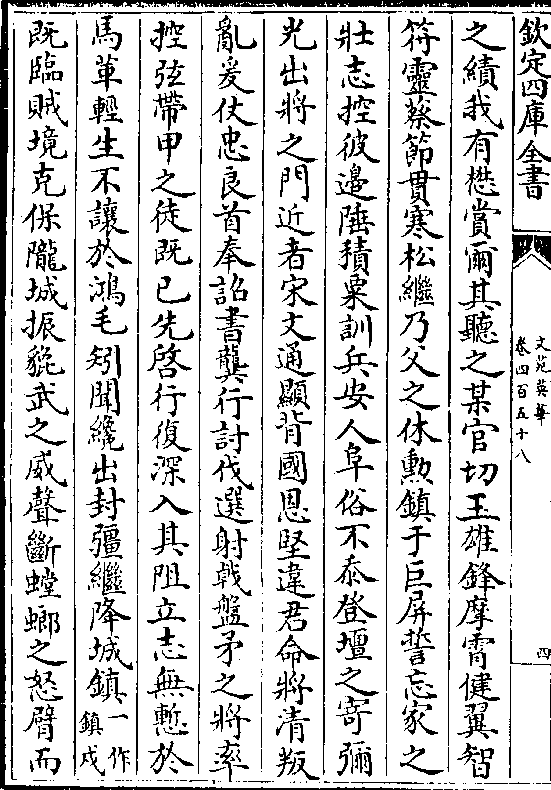 欽定四庫全書
文苑英華
卷四百五十八
四
之績我有懋賞爾其聽之某官切玉雄鋒摩霄健翼智
符靈蔡節貫寒松繼乃父之休勲鎮于巨屏誓忘家之
壯志控彼邉陲積粟訓兵安人阜俗不忝登壇之寄彌
光出將之門近者宋文通顯背國恩堅違君命將清叛
亂爰仗忠良首奉詔書龔行討伐選射戟盤矛之將率
控弦帶甲之徒既已先啓行復深入其阻立志無慙於
馬革輕生不讓於鴻毛矧聞纔出封彊繼降城鎮一作鎮戍
既臨賊境克保隴城振貔武之威聲斷螳螂之怒臂而